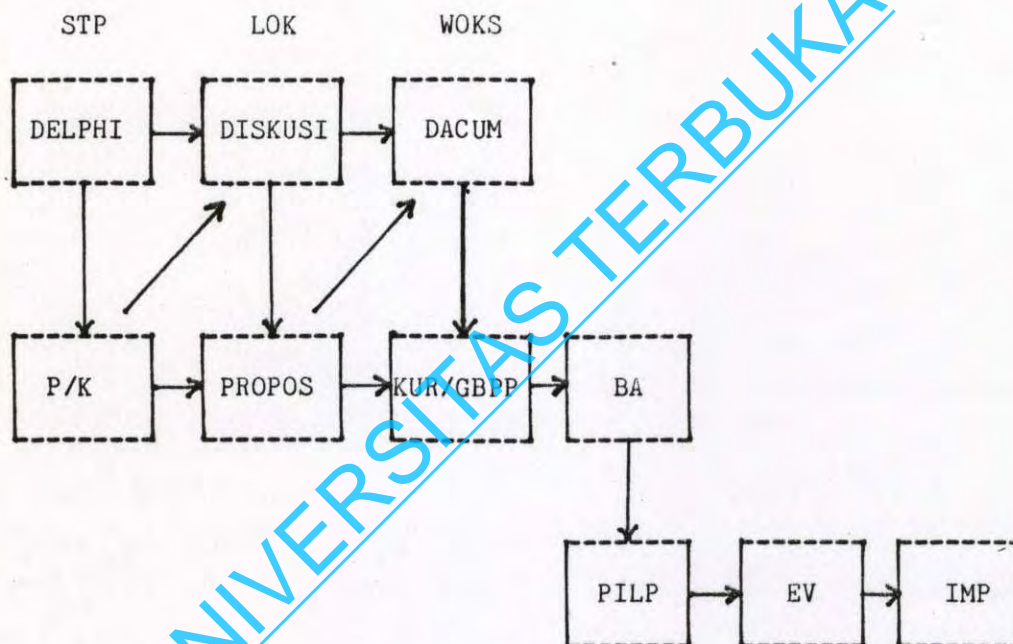 STP LOK WOKS
DELPHI DISKUSI DACUM
P/K PROPOS KUR/GBPP BA
PILP EV IMP
UNIVERSITAS TERBUKA